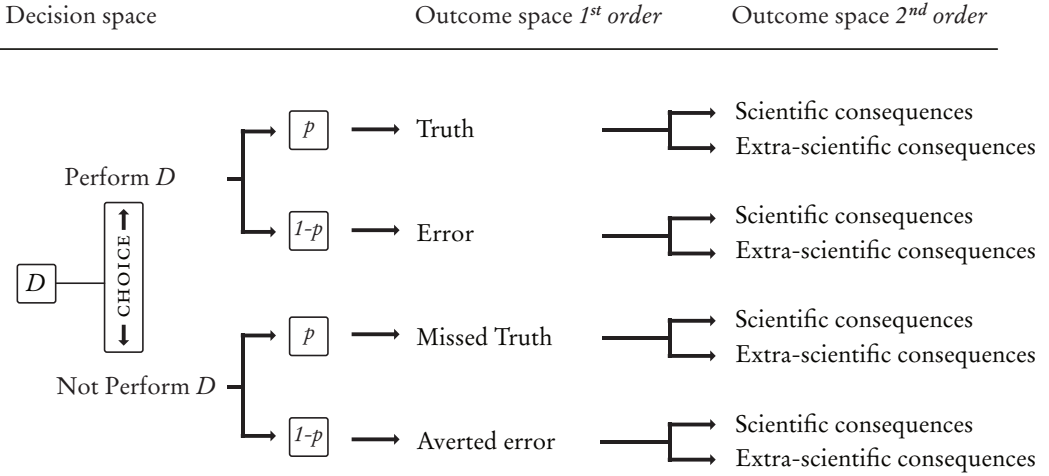 Decision space
Outcome space 1st order
Outcome space 2nd order
Perform D
p
Truth
Scientific consequences
Extra-scientific consequences
1-p
Error
Scientific consequences
Extra-scientific consequences
D
CHOICE
Not Perform D
p
Missed Truth
Scientific consequences
Extra-scientific consequences
1-p
Averted error
Scientific consequences
Extra-scientific consequences